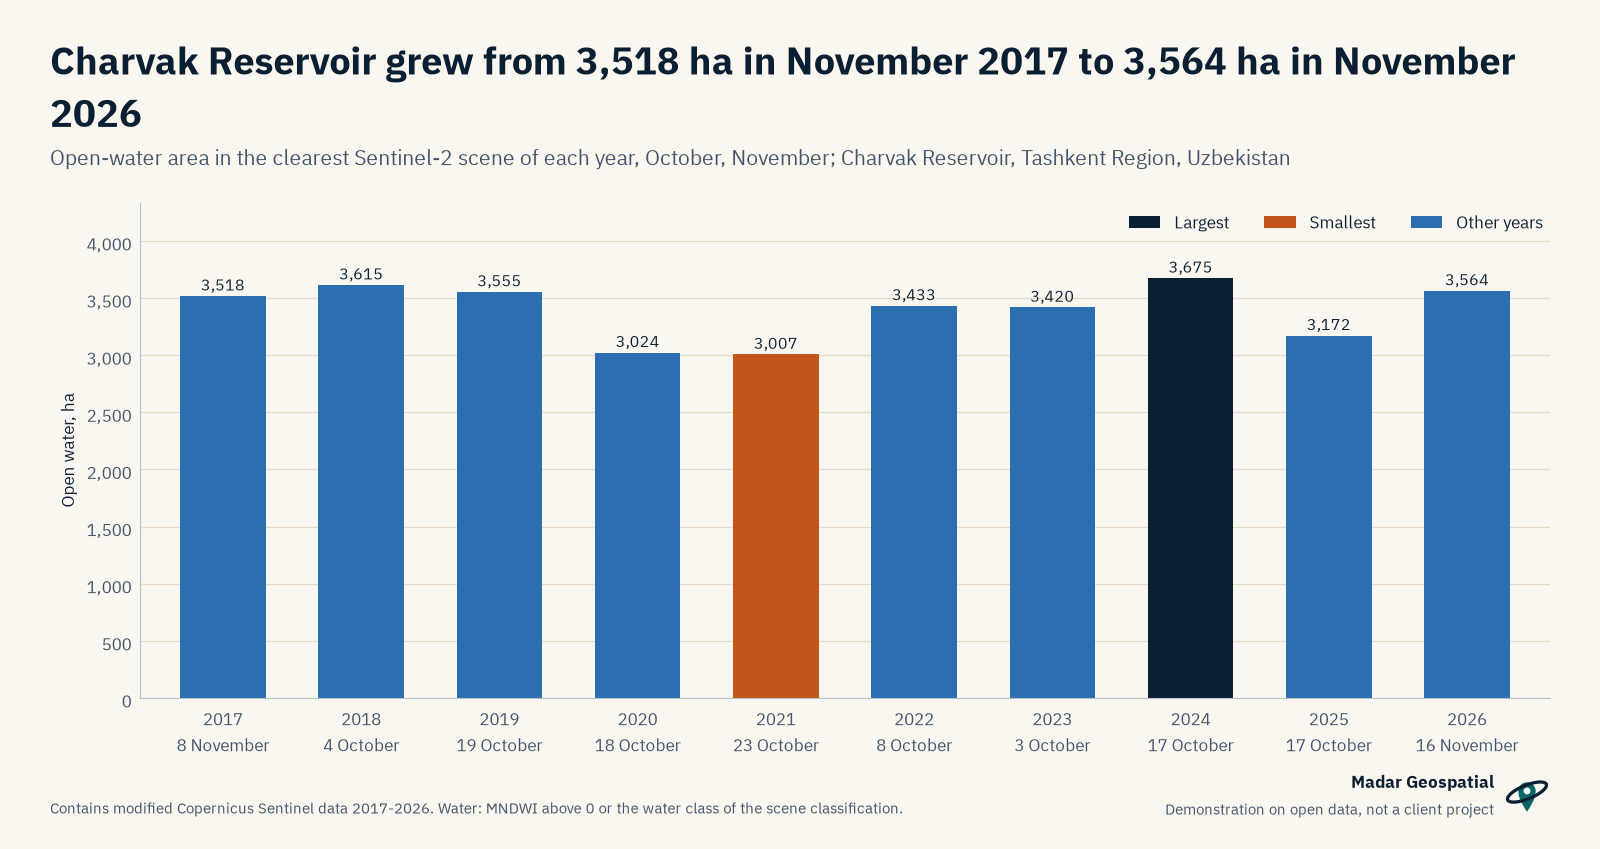 Charvak Reservoir grew from 3,518 ha in November 2017 to 3,564 ha in November
2026
Open-water area in the clearest Sentinel-2 scene of each year, October, November; Charvak Reservoir, Tashkent Region, Uzbekistan
Largest
Smallest
Other years
Open water, ha
4,000
3,500
3,000
2,500
2,000
1,500
1,000
500
0
3,518
3,615
3,555
3,024
3,007
3,433
3,420
3,675
3,172
3,564
2017
8 November
2018
4 October
2019
19 October
2020
18 October
2021
23 October
2022
8 October
2023
3 October
2024
17 October
2025
17 October
2026
16 November
Contains modified Copernicus Sentinel data 2017-2026. Water: MNDWI above 0 or the water class of the scene classification.
Madar Geospatial
Demonstration on open data, not a client project